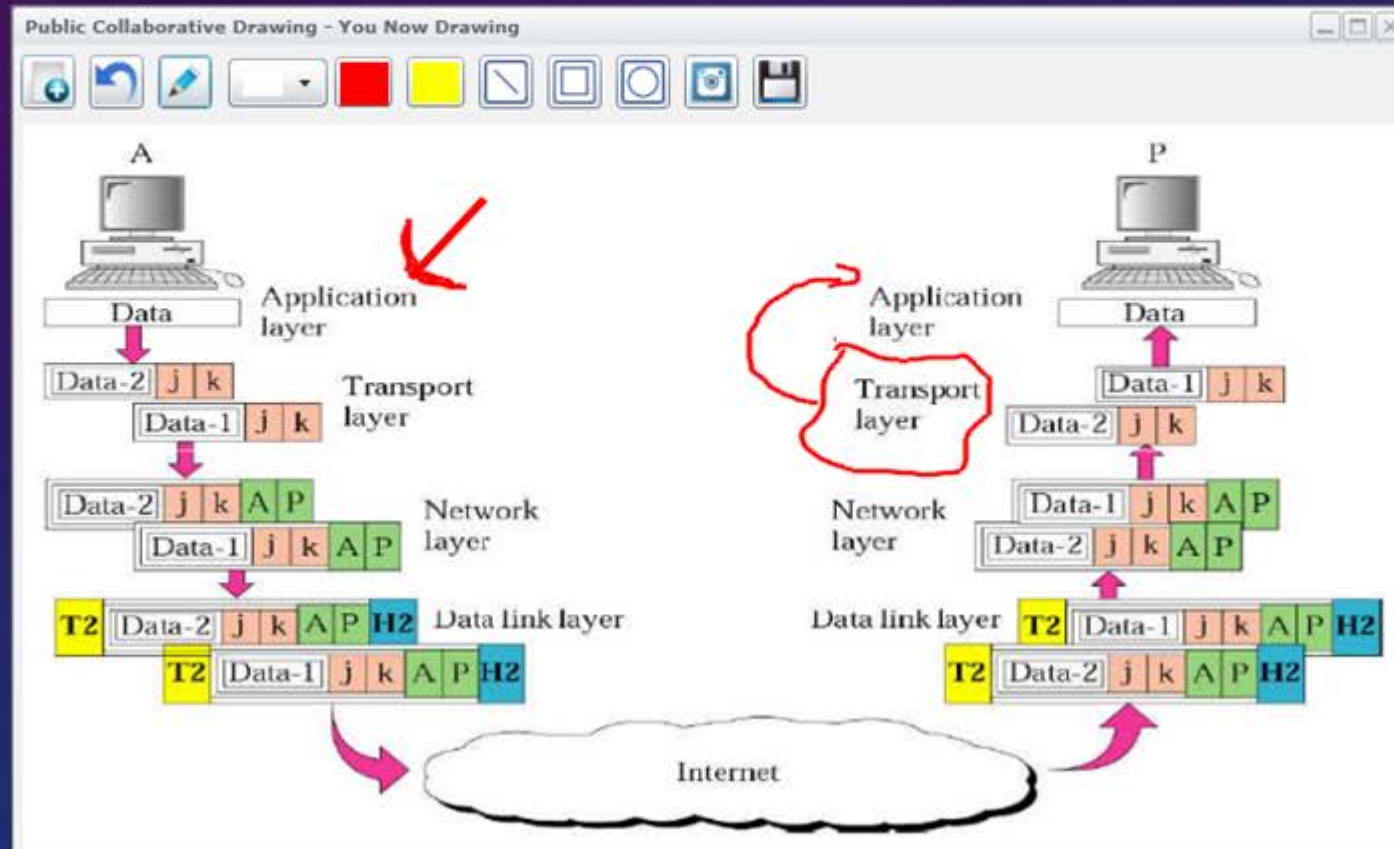 Public Collaborative Drawing - You Now Drawing
A
P
Data
Application
layer
Application
layer
Data
Data-2 j k
Data-1 j k
Transport
layer
Transport
layer
Data-1 j k
Data-2 j k
Data-2 j k A P
Data-1 j k A P
Network
layer
Network
layer
Data-1 j k A P
Data-2 j k A P
T2 Data-2 j k A P H2
T2 Data-1 j k A P H2
Data link layer
Data link layer
T2 Data-1 j k A P H2
T2 Data-2 j k A P H2
Internet